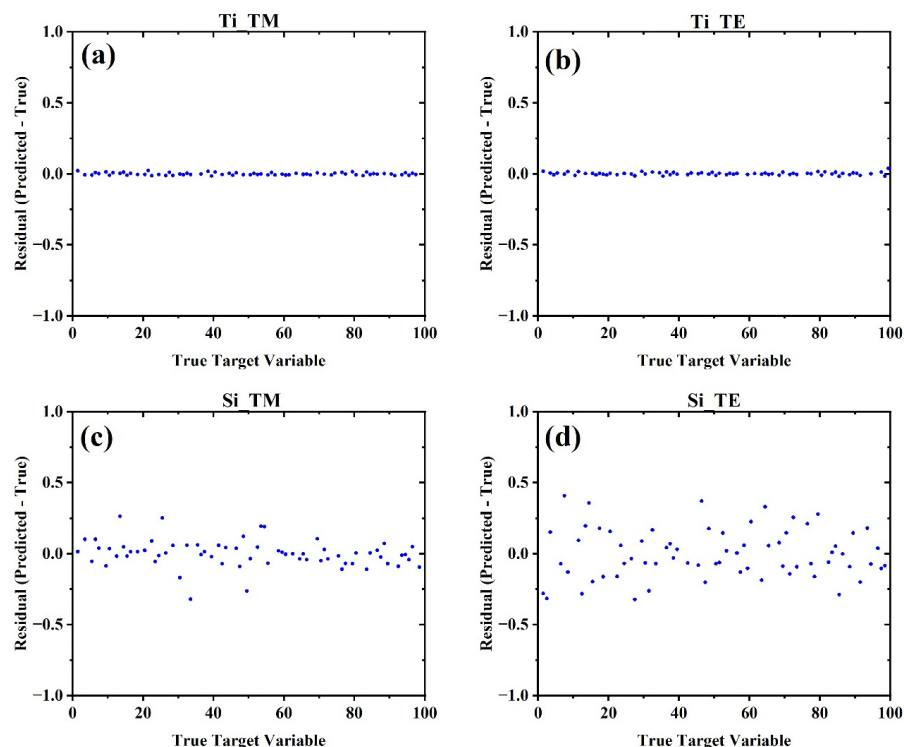 Ti_TM
(a)
Residual (Predicted - True)
1.0
0.5
0.0
−0.5
−1.0
0 20 40 60 80 100
True Target Variable
Ti_TE
(b)
Residual (Predicted - True)
1.0
0.5
0.0
−0.5
−1.0
0 20 40 60 80 100
True Target Variable
Si_TM
(c)
Residual (Predicted - True)
1.0
0.5
0.0
−0.5
−1.0
0 20 40 60 80 100
True Target Variable
Si_TE
(d)
Residual (Predicted - True)
1.0
0.5
0.0
−0.5
−1.0
0 20 40 60 80 100
True Target Variable